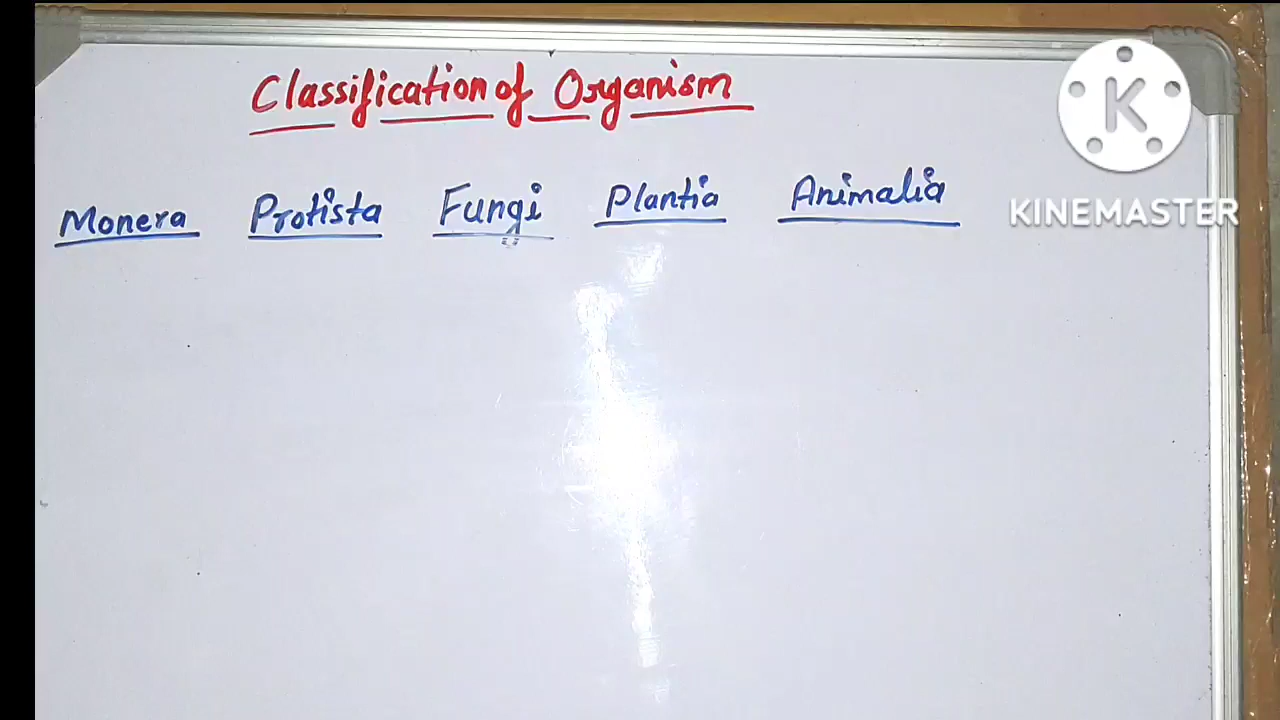 Classification of Organism
Monera Protista Fungi Plantia Animalia
K
KINEMASTER